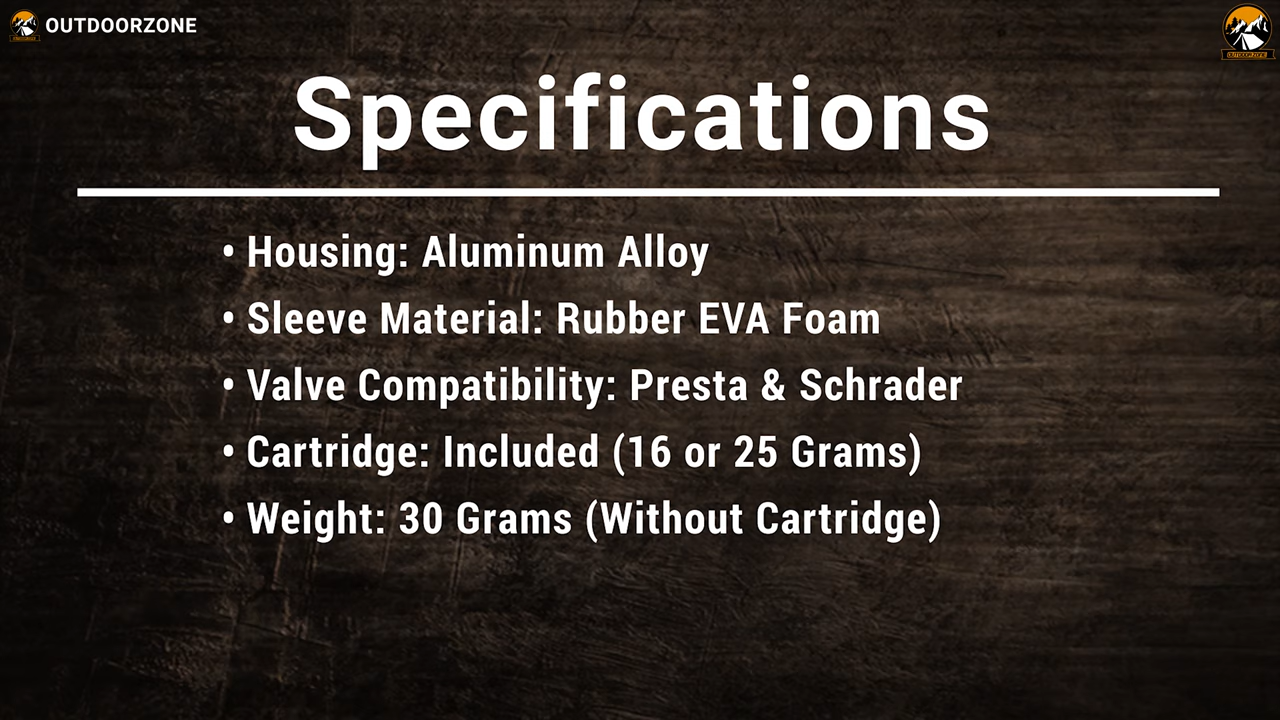 OUTDOORZONE
OUTDOORZONE
Specifications
• Housing: Aluminum Alloy
• Sleeve Material: Rubber EVA Foam
• Valve Compatibility: Presta & Schrader
• Cartridge: Included (16 or 25 Grams)
• Weight: 30 Grams (Without Cartridge)